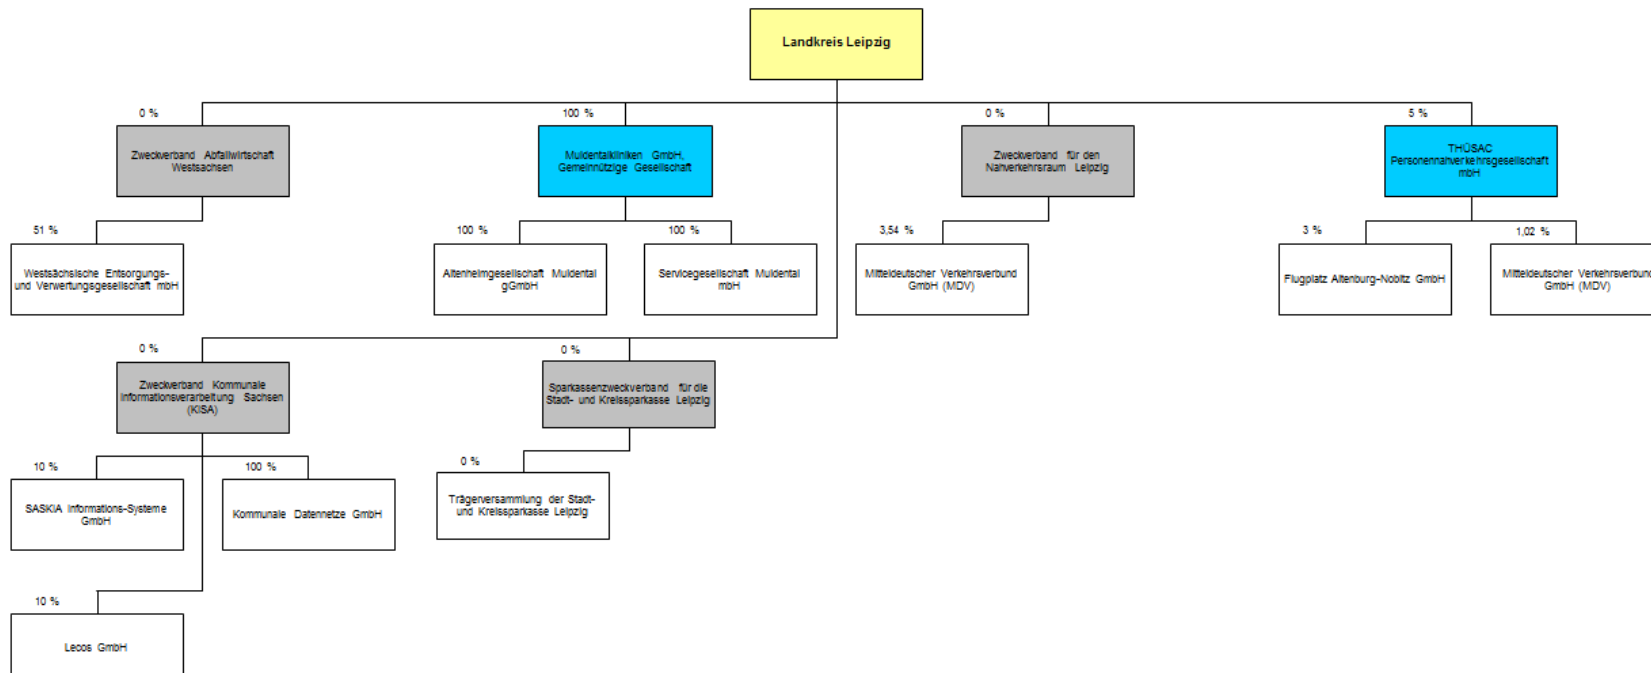 Landkreis Leipzig
0 %
100 %
0 %
5 %
Zweckverband Abfallwirtschaft
Westsachsen
Muldentalkliniken GmbH,
Gemeinnützige Gesellschaft
Zweckverband für den
Nahverkehrsraum Leipzig
THÜSAC
Personennahverkehrsgesellschaft
mbH
51 %
100 %
100 %
3,54 %
3 %
1,02 %
Westsächsische Entsorgungs-
und Verwertungsgesellschaft mbH
Altenheimgesellschaft Muldental
gGmbH
Servicegesellschaft Muldental
mbH
Mitteldeutscher Verkehrsverbund
GmbH (MDV)
Flugplatz Altenburg-Nobitz GmbH
Mitteldeutscher Verkehrsverbund
GmbH (MDV)
0 %
0 %
Zweckverband Kommunale
Informationsverarbeitung Sachsen
(KISA)
Sparkassenzweckverband für die
Stadt- und Kreissparkasse Leipzig
10 %
100 %
0 %
SASKIA Informations-Systeme
GmbH
Kommunale Datennetze GmbH
Trägerversammlung der Stadt-
und Kreissparkasse Leipzig
10 %
Lecos GmbH